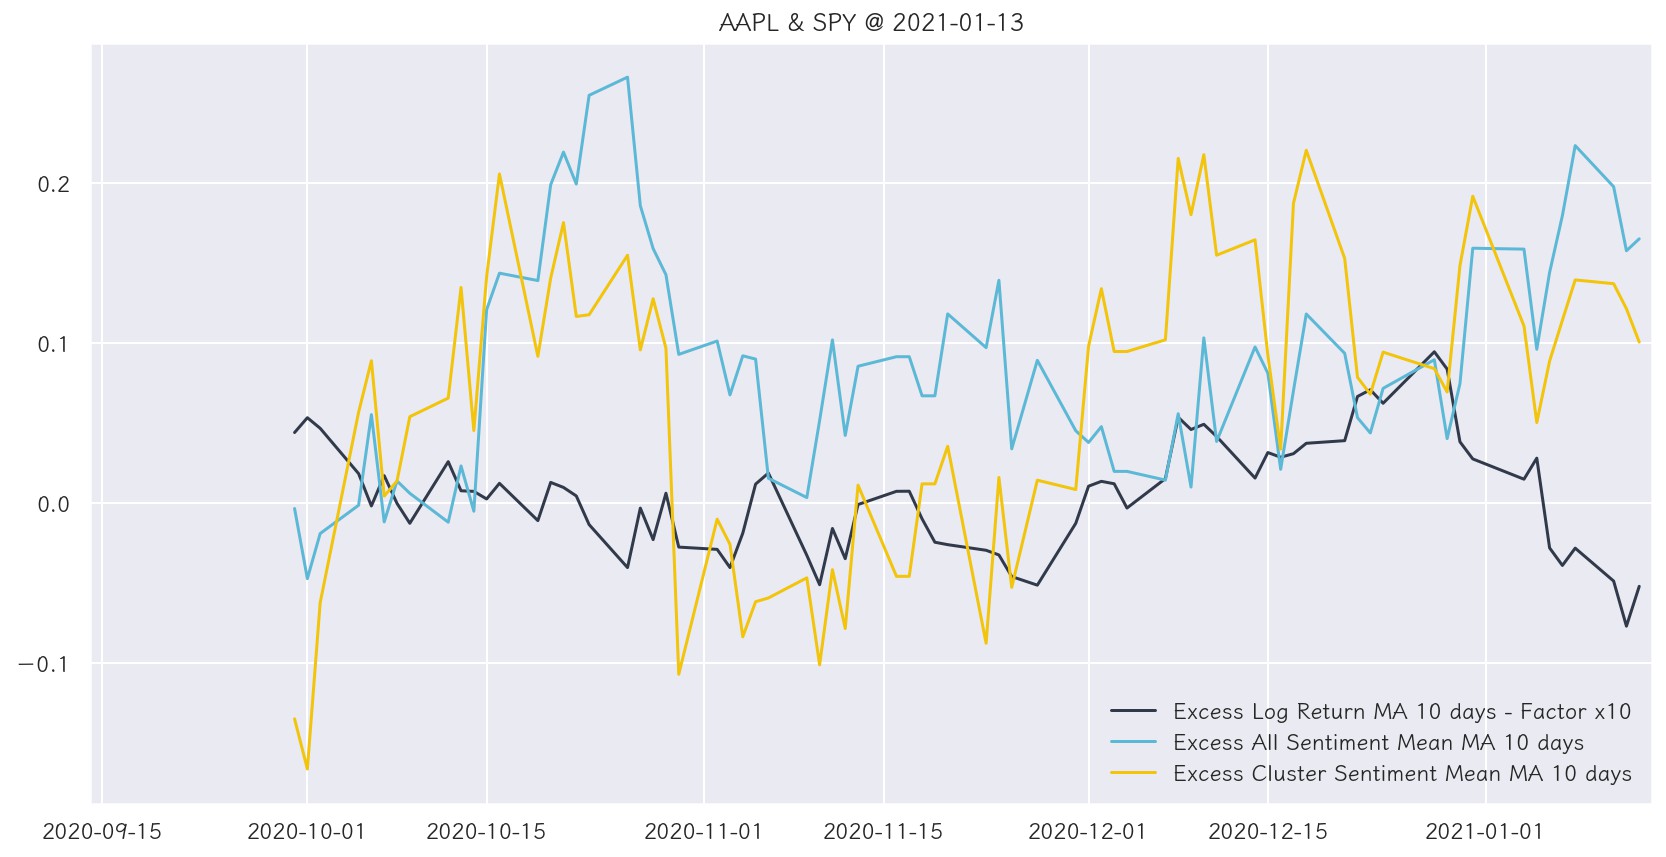 AAPL & SPY @ 2021-01-13
0.2
0.1
0.0
−0.1
Excess Log Return MA 10 days - Factor x10
Excess All Sentiment Mean MA 10 days
Excess Cluster Sentiment Mean MA 10 days
2020-09-15 2020-10-01 2020-10-15 2020-11-01 2020-11-15 2020-12-01 2020-12-15 2021-01-01